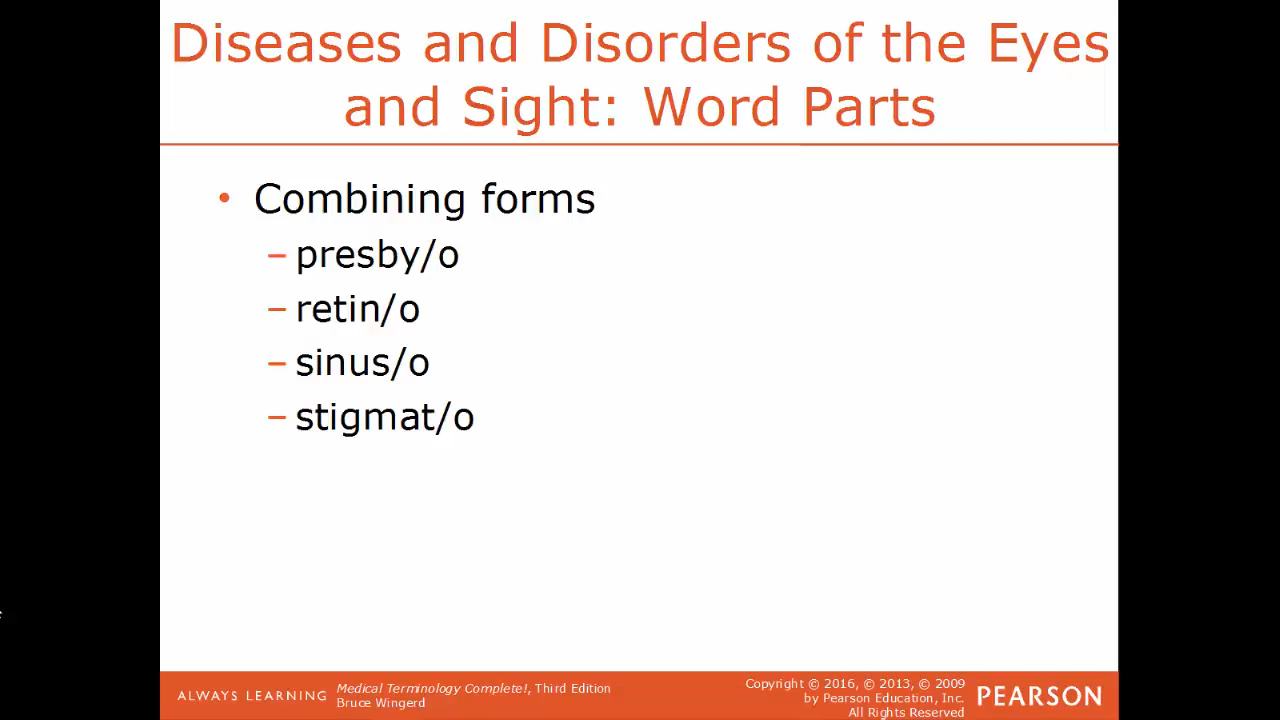 Diseases and Disorders of the Eyes
and Sight: Word Parts
• Combining forms
– presby/o
– retin/o
– sinus/o
– stigmat/o
ALWAYS LEARNING
Medical Terminology Complete!, Third Edition
Bruce Wingerd
Copyright © 2016, © 2013, © 2009
by Pearson Education, Inc.
All Rights Reserved
PEARSON